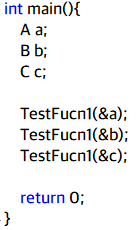 int main(){
A a;
B b;
C c;
TestFucn1(&a);
TestFucn1(&b);
TestFucn1(&c);
return 0;
}